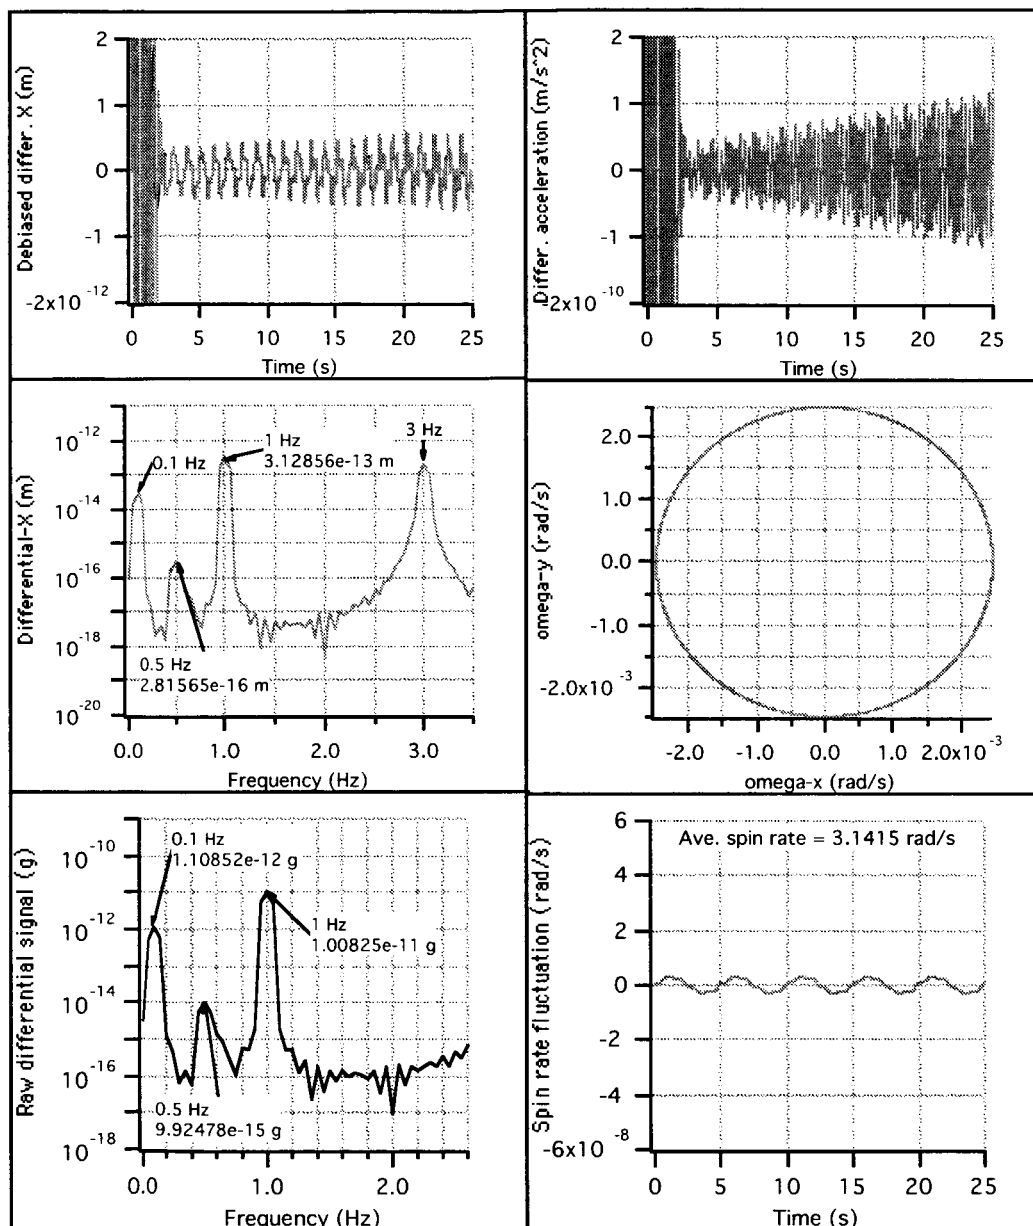 Debiased differ. X (m)
2
1
0
-1
-2x10 -12
0 5 10 15 20 25
Time (s)
Differ. acceleration (m/s^2)
2
1
0
-1
-2x10 -10
0 5 10 15 20 25
Time (s)
Differential-X (m)
10 -12
10 -14
10 -16
10 -18
10 -20
0.1 Hz
1 Hz
3.12856e-13 m
3 Hz
0.5 Hz
2.81565e-16 m
0.0 1.0 2.0 3.0
Frequency (Hz)
omega-y (rad/s)
2.0
1.0
0.0
-1.0
-2.0x10 -3
-2.0 -1.0 0.0 1.0 2.0x10 -3
omega-x (rad/s)
Raw differential signal (g)
10 -10
10 -12
10 -14
10 -16
10 -18
0.1 Hz
1.10852e-12 g
1 Hz
1.00825e-11 g
0.5 Hz
9.92478e-15 g
0.0 1.0 2.0
Frequency (Hz)
Spin rate fluctuation (rad/s)
6
4
2
0
-2
-4
-6x10 -8
Ave. spin rate = 3.1415 rad/s
0 5 10 15 20 25
Time (s)